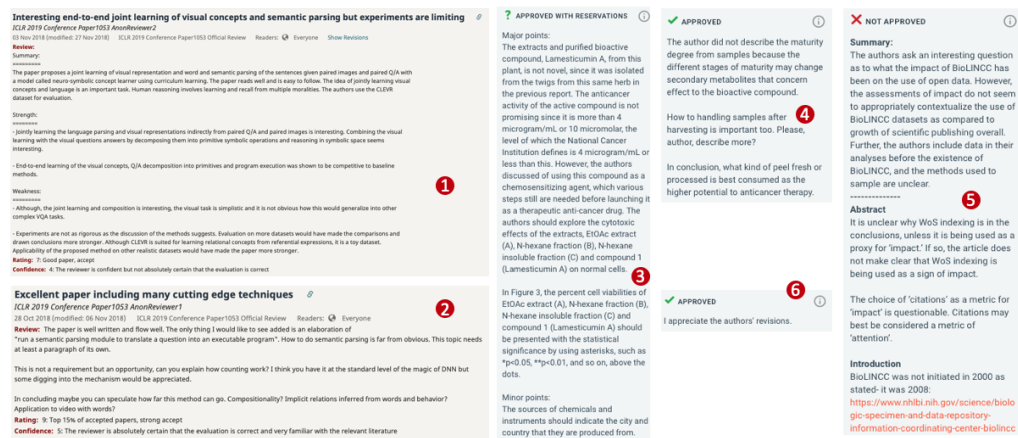 Interesting end-to-end joint learning of visual concepts and semantic parsing but experiments are limiting
ICLR 2019 Conference Paper1053 AnonReviewer2
03 Nov 2018 (modified: 27 Nov 2018) ICLR 2019 Conference Paper1053 Official Review Readers: Everyone Show Revisions
Review:
Summary:
=========
The paper proposes a joint learning of visual representation and word and semantic parsing of the sentences given paired images and paired Q/A with
a model called neuro-symbolic concept learner using curriculum learning. The paper reads well and is easy to follow. The idea of jointly learning visual
concepts and language is an important task. Human reasoning involves learning and recall from multiple moralities. The authors use the CLEVR
dataset for evaluation.
Strength:
========
- Jointly learning the language parsing and visual representations indirectly from paired Q/A and paired images is interesting. Combining the visual
learning with the visual questions answers by decomposing them into primitive symbolic operations and reasoning in symbolic space seems
interesting.
- End-to-end learning of the visual concepts, Q/A decomposition into primitives and program execution was shown to be competitive to baseline
methods.
Weakness:
=========
- Although, the joint learning and composition is interesting, the visual task is simplistic and it is not obvious how this would generalize into other
complex VQA tasks.
- Experiments are not as rigorous as the discussion of the methods suggests. Evaluation on more datasets would have made the comparisons and
drawn conclusions more stronger. Although CLEVR is suited for learning relational concepts from referential expressions, it is a toy dataset.
Applicability of the proposed method on other realistic datasets would have made the paper more stronger.
Rating: 7: Good paper, accept
Confidence: 4: The reviewer is confident but not absolutely certain that the evaluation is correct
1
Excellent paper including many cutting edge techniques
ICLR 2019 Conference Paper1053 AnonReviewer1
28 Oct 2018 (modified: 06 Nov 2018) ICLR 2019 Conference Paper1053 Official Review Readers: Everyone
Review: The paper is well written and flow well. The only thing I would like to see added is an elaboration of
"run a semantic parsing module to translate a question into an executable program". How to do semantic parsing is far from obvious. This topic needs
at least a paragraph of its own.
This is not a requirement but an opportunity, can you explain how counting work? I think you have it at the standard level of the magic of DNN but
some digging into the mechanism would be appreciated.
In concluding maybe you can speculate how far this method can go. Compositionality? Implicit relations inferred from words and behavior?
Application to video with words?
Rating: 9: Top 15% of accepted papers, strong accept
Confidence: 5: The reviewer is absolutely certain that the evaluation is correct and very familiar with the relevant literature
2
? APPROVED WITH RESERVATIONS
Major points:
The extracts and purified bioactive
compound, Lamesticumin A, from this
plant, is not novel, since it was isolated
from the twigs from this same herb in
the previous report. The anticancer
activity of the active compound is not
promising since it is more than 4
microgram/mL or 10 micromolar, the
level of which the National Cancer
Institution defines is 4 microgram/mL or
less than this. However, the authors
discussed of using this compound as a
chemosensitizing agent, which various
steps still are needed before launching it
as a therapeutic anti-cancer drug. The
authors should explore the cytotoxic
effects of the extracts, EtOAc extract
(A), N-hexane fraction (B), N-hexane
insoluble fraction (C) and compound 1
(Lamesticumin A) on normal cells.
3
In Figure 3, the percent cell viabilities of
EtOAc extract (A), N-hexane fraction (B),
N-hexane insoluble fraction (C) and
compound 1 (Lamesticumin A) should
be presented with the statistical
significance by using asterisks, such as
*p<0.05, **p<0.01, and so on, above the
dots.
Minor points:
The sources of chemicals and
instruments should indicate the city and
country that they are produced from.
APPROVED
The author did not describe the maturity
degree from samples because the
different stages of maturity may change
secondary metabolites that concern
effect to the bioactive compound.
How to handling samples after
harvesting is important too. Please,
author, describe more?
In conclusion, what kind of peel fresh or
processed is best consumed as the
higher potential to anticancer therapy.
4
6
APPROVED
I appreciate the authors' revisions.
NOT APPROVED
Summary:
The authors ask an interesting question
as to what the impact of BioLINCC has
been on the use of open data. However,
the assessments of impact do not seem
to appropriately contextualize the use of
BioLINCC datasets as compared to
growth of scientific publishing overall.
Further, the authors include data in their
analyses before the existence of
BioLINCC, and the methods used to
sample are unclear.
--------------
5
Abstract
It is unclear why WoS indexing is in the
conclusions, unless it is being used as a
proxy for 'impact.' If so, the article does
not make clear that WoS indexing is
being used as a sign of impact.
The choice of 'citations' as a metric for
'impact' is questionable. Citations may
best be considered a metric of
'attention'.
Introduction
BioLINCC was not initiated in 2000 as
stated- it was 2008:
https://www.nhlbi.nih.gov/science/biolo
gic-specimen-and-data-repository-
information-coordinating-center-biolincc